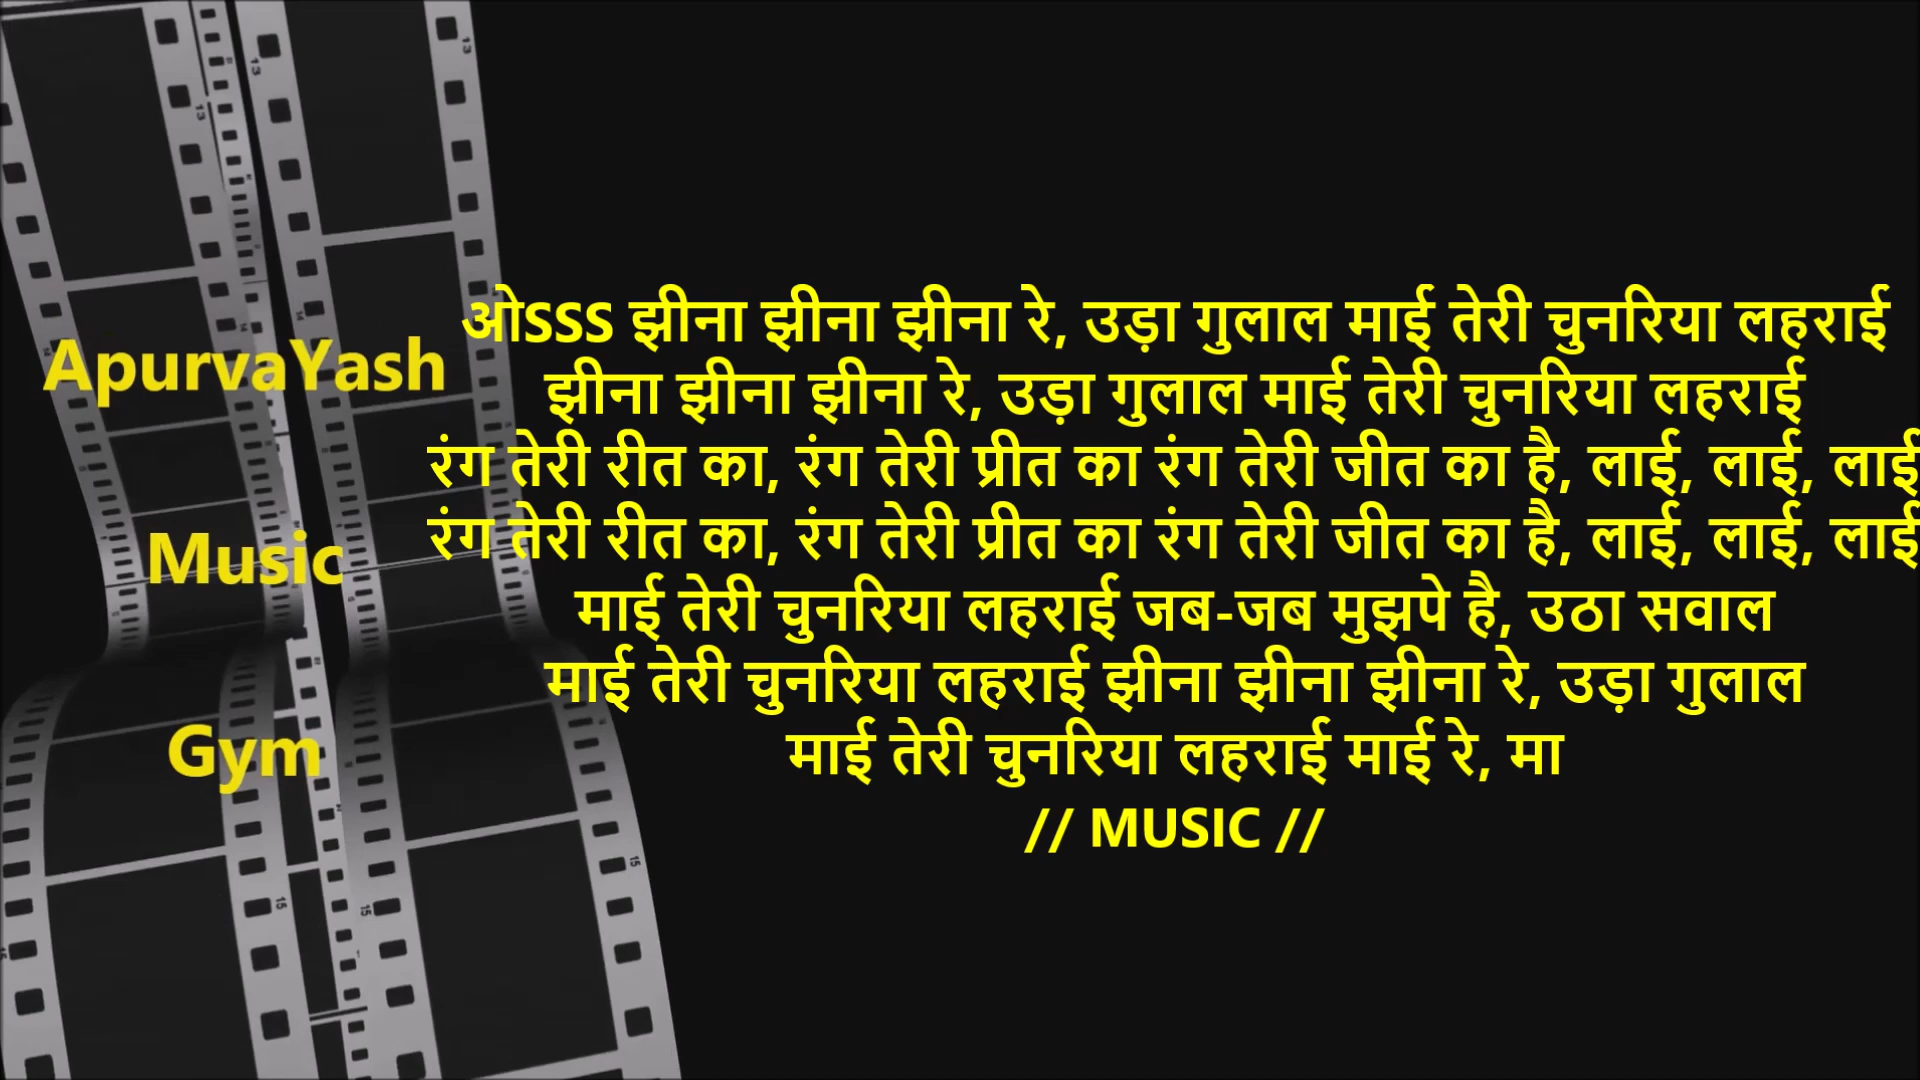 ApurvaYash
Music
Gym
ओSSS झीना झीना झीना रे, उड़ा गुलाल माई तेरी चुनरिया लहराई
झीना झीना झीना रे, उड़ा गुलाल माई तेरी चुनरिया लहराई
रंग तेरी रीत का, रंग तेरी प्रीत का रंग तेरी जीत का है, लाई, लाई, लाई
रंग तेरी रीत का, रंग तेरी प्रीत का रंग तेरी जीत का है, लाई, लाई, लाई
माई तेरी चुनरिया लहराई जब-जब मुझपे है, उठा सवाल
माई तेरी चुनरिया लहराई झीना झीना झीना रे, उड़ा गुलाल
माई तेरी चुनरिया लहराई माई रे, मा
// MUSIC //